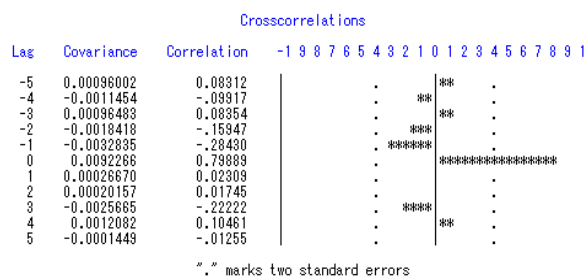 Crosscorrelations
Lag Covariance Correlation -1 9 8 7 6 5 4 3 2 1 0 1 2 3 4 5 6 7 8 9 1
-5 0.00096002 0.08312 | . |** . |
-4 -0.0011454 -.09917 | . **| . |
-3 0.00096483 0.08354 | . |** . |
-2 -0.0018418 -.15947 | . ***| . |
-1 -0.0032835 -.28430 | .******| . |
0 0.0092266 0.79889 | . |**************** |
1 0.00026670 0.02309 | . | . |
2 0.00020157 0.01745 | . | . |
3 -0.0025665 -.22222 | . ****| . |
4 0.0012082 0.10461 | . |** . |
5 -0.0001449 -.01255 | . | . |
"." marks two standard errors